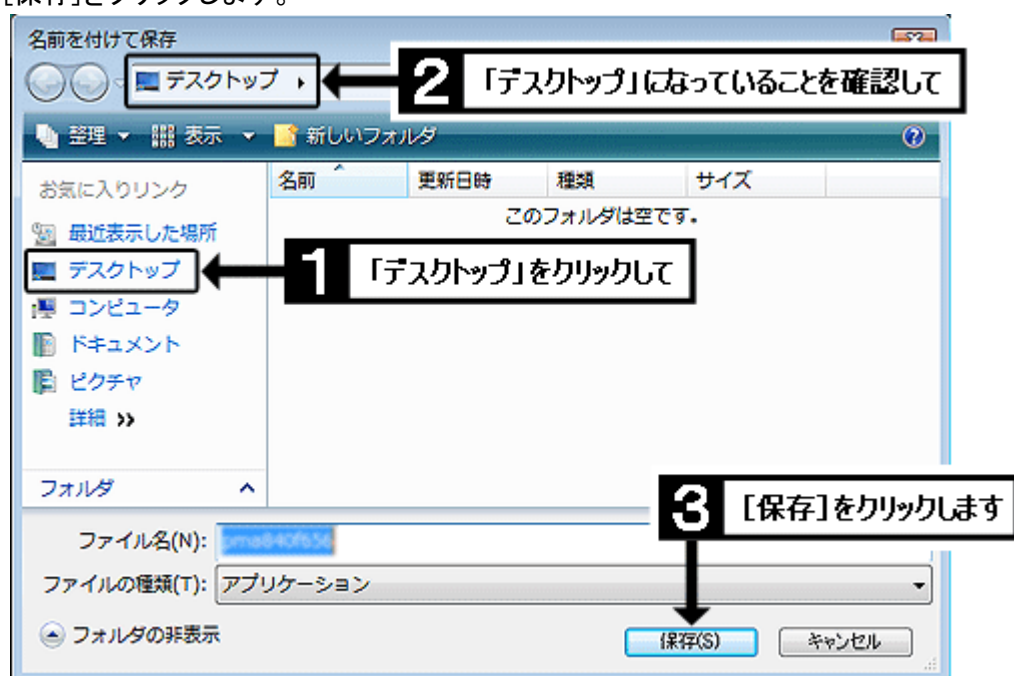 [保存]をクリックします。
名前を付けて保存
デスクトップ
2 「デスクトップ」になっていることを確認して
整理 表示 新しいフォルダ
お気に入りリンク
名前 更新日時 種類 サイズ
このフォルダは空です。
最近表示した場所
デスクトップ
1 「デスクトップ」をクリックして
コンピュータ
ドキュメント
ピクチャ
詳細 >>
フォルダ
3 [保存]をクリックします
ファイル名(N):
ファイルの種類(T): アプリケーション
フォルダの非表示
保存(S) キャンセル